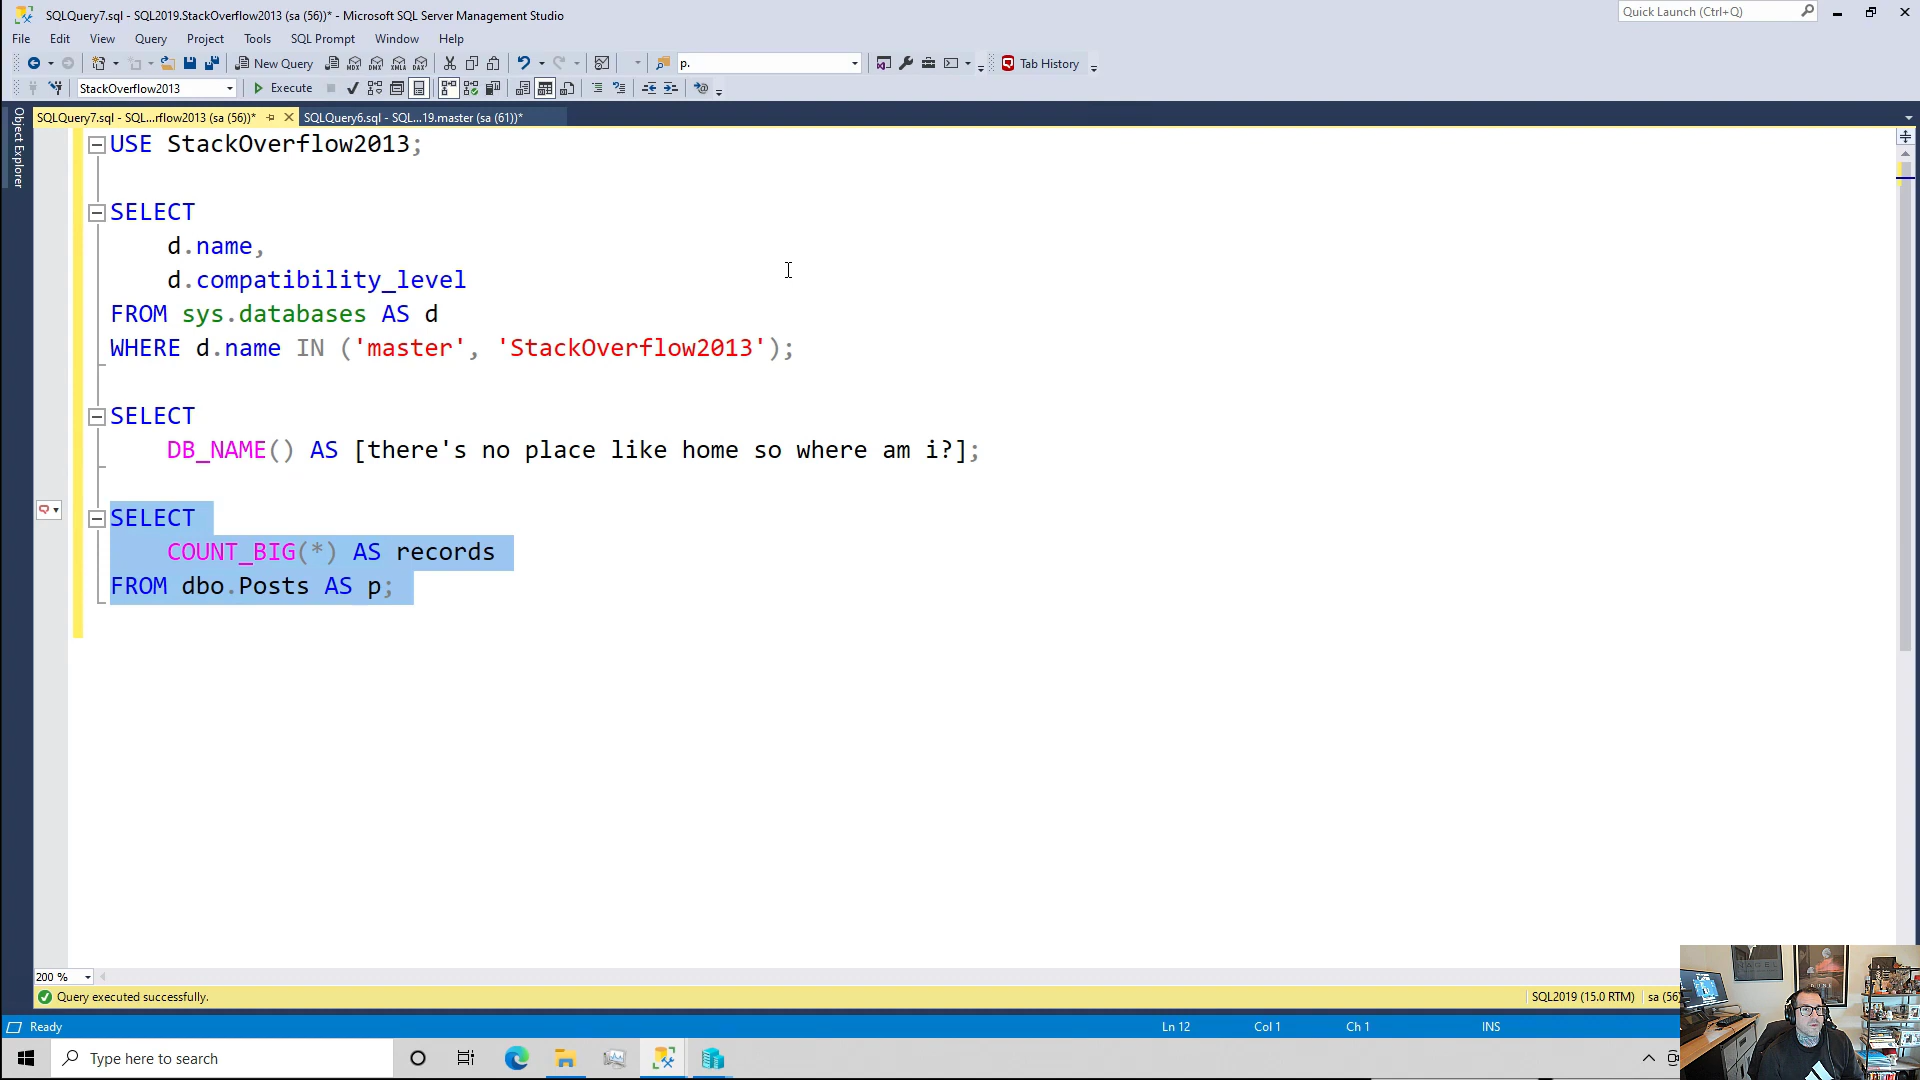 SQLQuery7.sql - SQL2019.StackOverflow2013 (sa (56))* - Microsoft SQL Server Management Studio
Quick Launch (Ctrl+Q)
File Edit View Query Project Tools SQL Prompt Window Help
New Query
MDX DMX XMLA DAX
p.
Tab History
StackOverflow2013
Execute
Object Explorer
SQLQuery7.sql - SQL...rflow2013 (sa (56))*
SQLQuery6.sql - SQL...19.master (sa (61))*
USE StackOverflow2013;
SELECT
d.name,
d.compatibility_level
FROM sys.databases AS d
WHERE d.name IN ('master', 'StackOverflow2013');
SELECT
DB_NAME() AS [there's no place like home so where am i?];
SELECT
COUNT_BIG(*) AS records
FROM dbo.Posts AS p;
200 %
Query executed successfully.
SQL2019 (15.0 RTM)
sa (56)
Ready
Ln 12
Col 1
Ch 1
INS
Type here to search